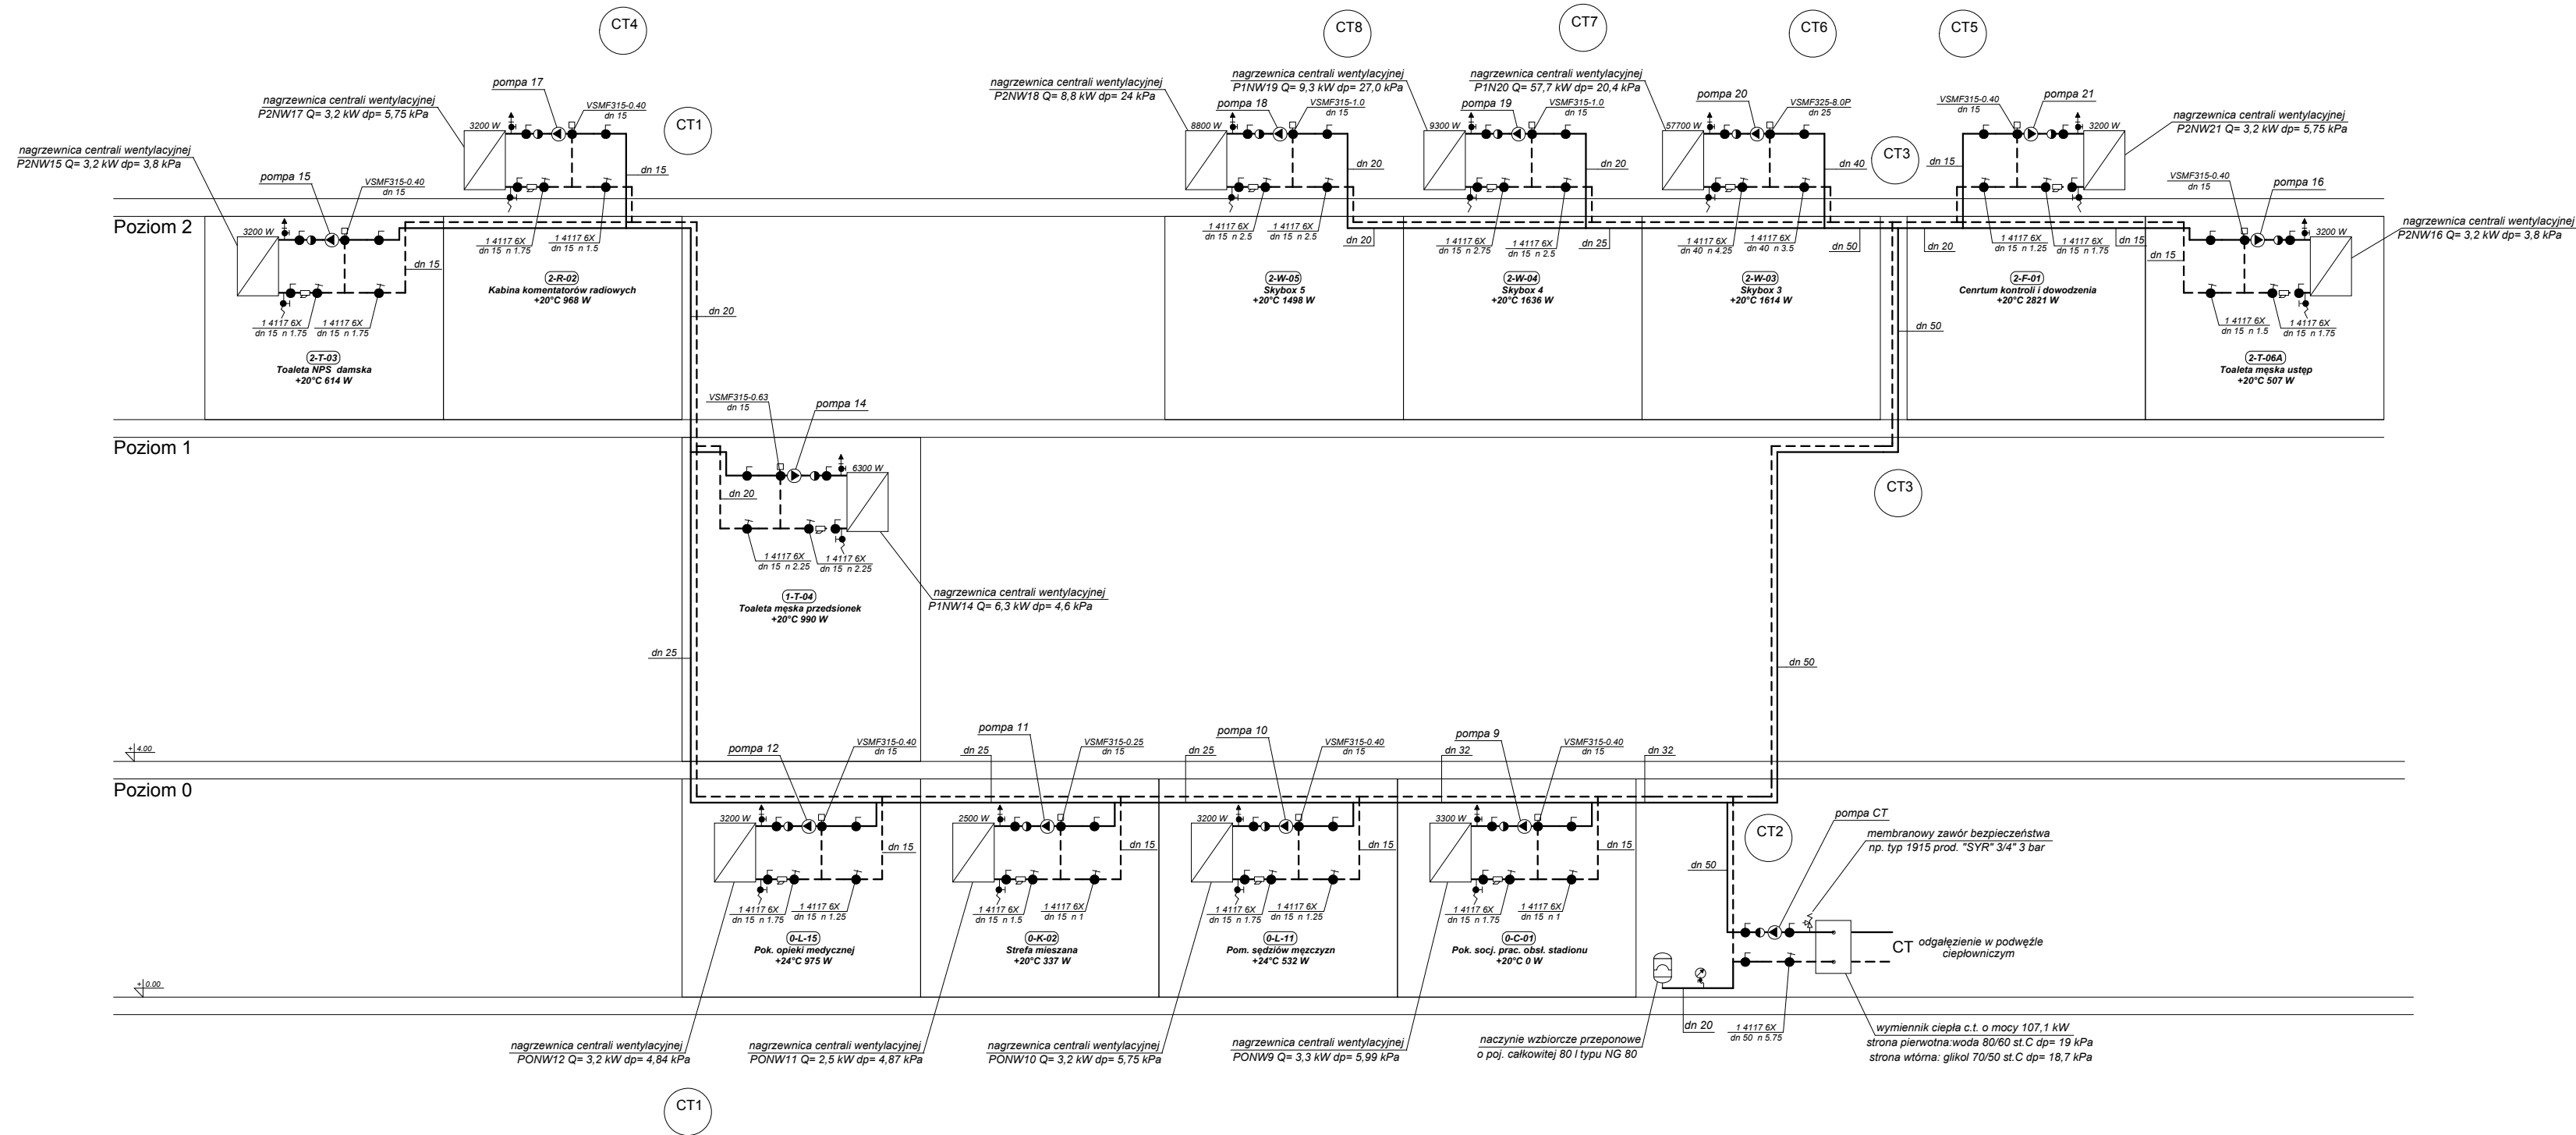 CT4
CT8
CT7
CT6
CT5
pompa 17
VSMF315-0.40
dn 15
nagrzewnica centrali wentylacyjnej
P2NW17 Q= 3,2 kW dp= 5,75 kPa
3200 W
CT1
dn 15
1 4117 6X
dn 15 n 1.75
1 4117 6X
dn 15 n 1.5
nagrzewnica centrali wentylacyjnej
P2NW15 Q= 3,2 kW dp= 3,8 kPa
pompa 15
VSMF315-0.40
dn 15
nagrzewnica centrali wentylacyjnej
P2NW18 Q= 8,8 kW dp= 24 kPa
8800 W
pompa 18
VSMF315-1.0
dn 15
dn 20
1 4117 6X
dn 15 n 2.5
1 4117 6X
dn 15 n 2.5
nagrzewnica centrali wentylacyjnej
P1NW19 Q= 9,3 kW dp= 27,0 kPa
9300 W
pompa 19
VSMF315-1.0
dn 15
dn 20
1 4117 6X
dn 15 n 2.75
1 4117 6X
dn 15 n 2.5
nagrzewnica centrali wentylacyjnej
P1N20 Q= 57,7 kW dp= 20,4 kPa
57700 W
pompa 20
VSMF325-8.0P
dn 25
dn 40
1 4117 6X
dn 40 n 4.25
1 4117 6X
dn 40 n 3.5
CT3
VSMF315-0.40
dn 15
pompa 21
3200 W
dn 15
nagrzewnica centrali wentylacyjnej
P2NW21 Q= 3,2 kW dp= 5,75 kPa
1 4117 6X
dn 15 n 1.25
1 4117 6X
dn 15 n 1.75
VSMF315-0.40
dn 15
pompa 16
nagrzewnica centrali wentylacyjnej
P2NW16 Q= 3,2 kW dp= 3,8 kPa
Poziom 2
3200 W
dn 15
1 4117 6X
dn 15 n 1.75
1 4117 6X
dn 15 n 1.75
2-T-03
Toaleta NPS damska
+20°C 614 W
2-R-02
Kabina komentatorów radiowych
+20°C 968 W
dn 20
dn 20
2-W-05
Skybox 5
+20°C 1498 W
dn 25
2-W-04
Skybox 4
+20°C 1636 W
dn 50
2-W-03
Skybox 3
+20°C 1614 W
dn 20
dn 50
dn 15
2-F-01
Cenrtum kontroli i dowodzenia
+20°C 2821 W
dn 15
3200 W
1 4117 6X
dn 15 n 1.5
1 4117 6X
dn 15 n 1.75
2-T-06A
Toaleta męska ustęp
+20°C 507 W
Poziom 1
VSMF315-0.63
dn 15
pompa 14
6300 W
dn 20
1 4117 6X
dn 15 n 2.25
1 4117 6X
dn 15 n 2.25
1-T-04
Toaleta męska przedsionek
+20°C 990 W
nagrzewnica centrali wentylacyjnej
P1NW14 Q= 6,3 kW dp= 4,6 kPa
CT3
dn 25
dn 50
+ 4.00
Poziom 0
pompa 12
VSMF315-0.40
dn 15
3200 W
dn 15
1 4117 6X
dn 15 n 1.75
1 4117 6X
dn 15 n 1.25
0-L-15
Pok. opieki medycznej
+24°C 975 W
dn 25
pompa 11
VSMF315-0.25
dn 15
2500 W
dn 15
1 4117 6X
dn 15 n 1.5
1 4117 6X
dn 15 n 1
0-K-02
Strefa mieszana
+20°C 337 W
dn 25
pompa 10
VSMF315-0.40
dn 15
3200 W
dn 15
1 4117 6X
dn 15 n 1.75
1 4117 6X
dn 15 n 1.25
0-L-11
Pom. sędziów mężczyzn
+24°C 532 W
dn 32
pompa 9
VSMF315-0.40
dn 15
dn 32
3300 W
dn 15
1 4117 6X
dn 15 n 1.75
1 4117 6X
dn 15 n 1
0-C-01
Pok. socj. prac. obsł. stadionu
+20°C 0 W
CT2
dn 50
pompa CT
membranowy zawór bezpieczeństwa
np. typ 1915 prod. "SYR" 3/4" 3 bar
CT
odgałęzienie w podwęźle
ciepłowniczym
+ 0.00
nagrzewnica centrali wentylacyjnej
PONW12 Q= 3,2 kW dp= 4,84 kPa
nagrzewnica centrali wentylacyjnej
PONW11 Q= 2,5 kW dp= 4,87 kPa
nagrzewnica centrali wentylacyjnej
PONW10 Q= 3,2 kW dp= 5,75 kPa
nagrzewnica centrali wentylacyjnej
PONW9 Q= 3,3 kW dp= 5,99 kPa
naczynie wzbiorcze przeponowe
o poj. całkowitej 80 l typu NG 80
dn 20
1 4117 6X
dn 50 n 5.75
wymiennik ciepła c.t. o mocy 107,1 kW
strona pierwotna:woda 80/60 st.C dp= 19 kPa
strona wtórna: glikol 70/50 st.C dp= 18,7 kPa
CT1